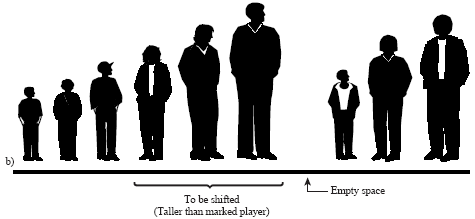 b)
To be shifted
(Taller than marked player)
Empty space